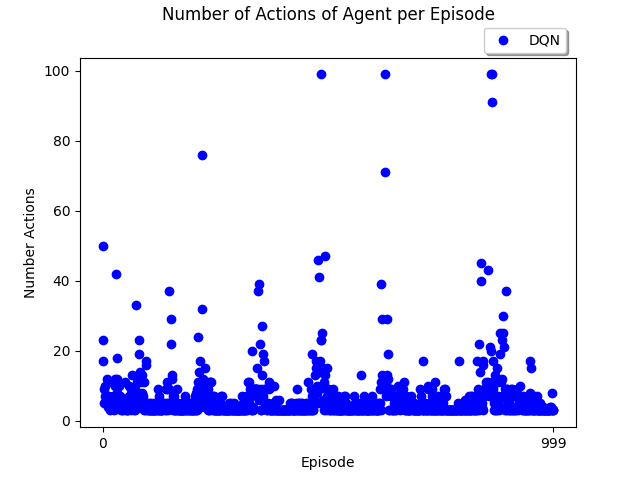 Number of Actions of Agent per Episode
DQN
100
80
60
40
20
0
Number Actions
0
999
Episode